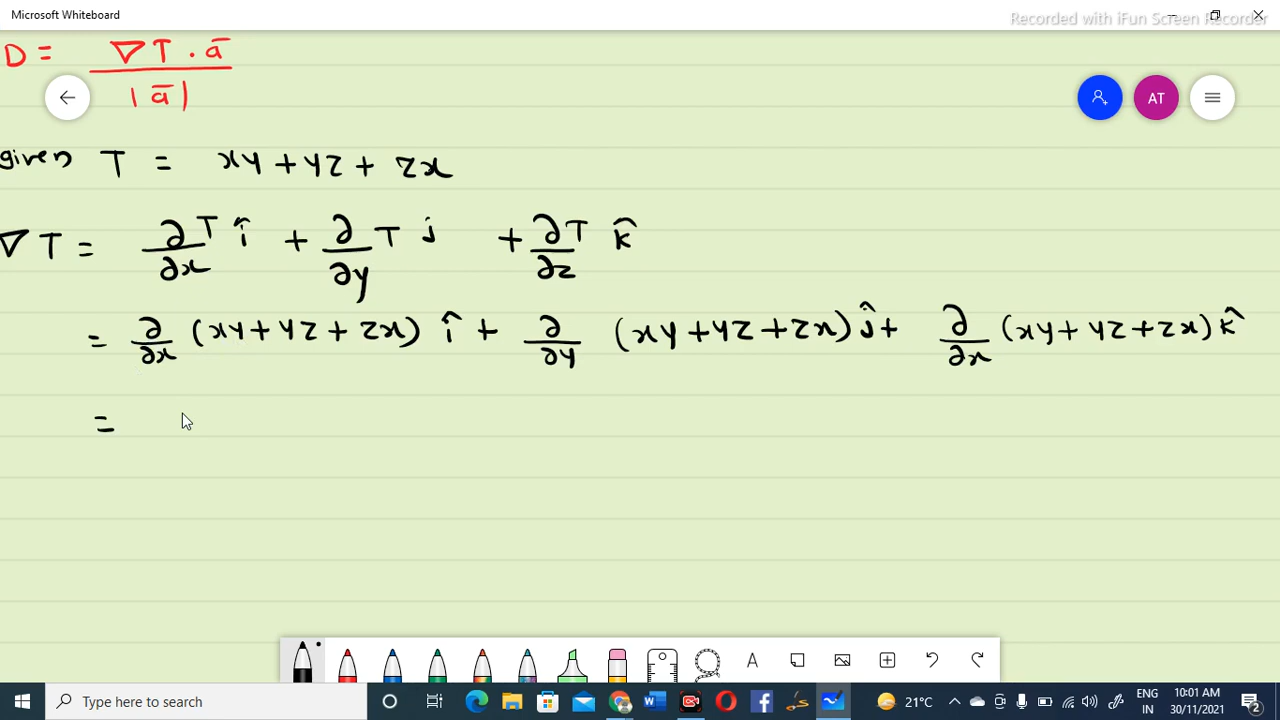 Microsoft Whiteboard
Recorded with iFun Screen Recorder
D = ∇T . ā
|ā|
AT
given T = xy + yz + zx
∇T = ∂T/∂x î + ∂/∂y T j + ∂T/∂z k̂
= ∂/∂x (xy + yz + zx) î + ∂/∂y (xy + yz + zx) ĵ + ∂/∂x (xy + yz + zx) k̂
=
A
Type here to search
21°C
ENG
IN
10:01 AM
30/11/2021
2